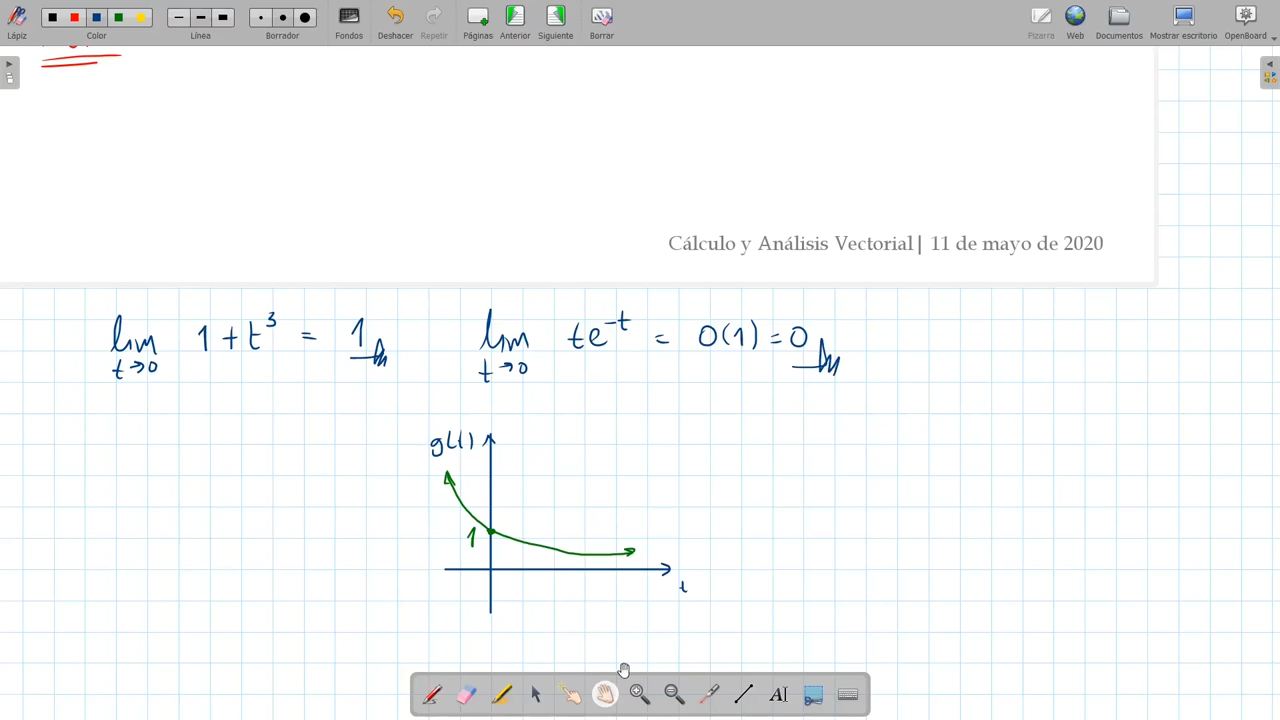 Lápiz Color Línea Borrador Fondos Deshacer Repetir Páginas Anterior Siguiente Borrar Pizarra Web Documentos Mostrar escritorio OpenBoard
Cálculo y Análisis Vectorial| 11 de mayo de 2020
lim 1 + t³ = 1 lim te⁻ᵗ = 0(1) = 0
t→0 t→0
g(t)
1
t
AI